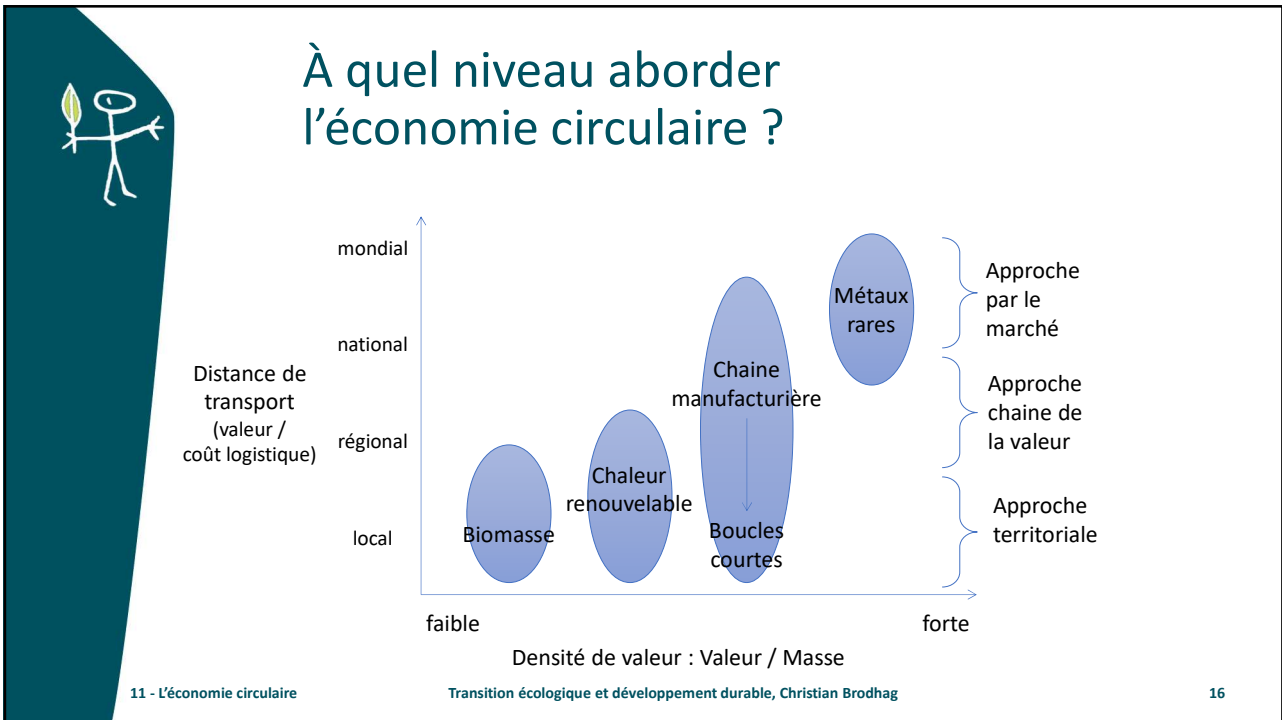 À quel niveau aborder
l’économie circulaire ?
mondial
national
régional
local
Distance de
transport
(valeur /
coût logistique)
Biomasse
Chaleur
renouvelable
Chaine
manufacturière
Boucles
courtes
Métaux
rares
Approche
par le
marché
Approche
chaine de
la valeur
Approche
territoriale
faible
forte
Densité de valeur : Valeur / Masse
11 - L’économie circulaire
Transition écologique et développement durable, Christian Brodhag
16